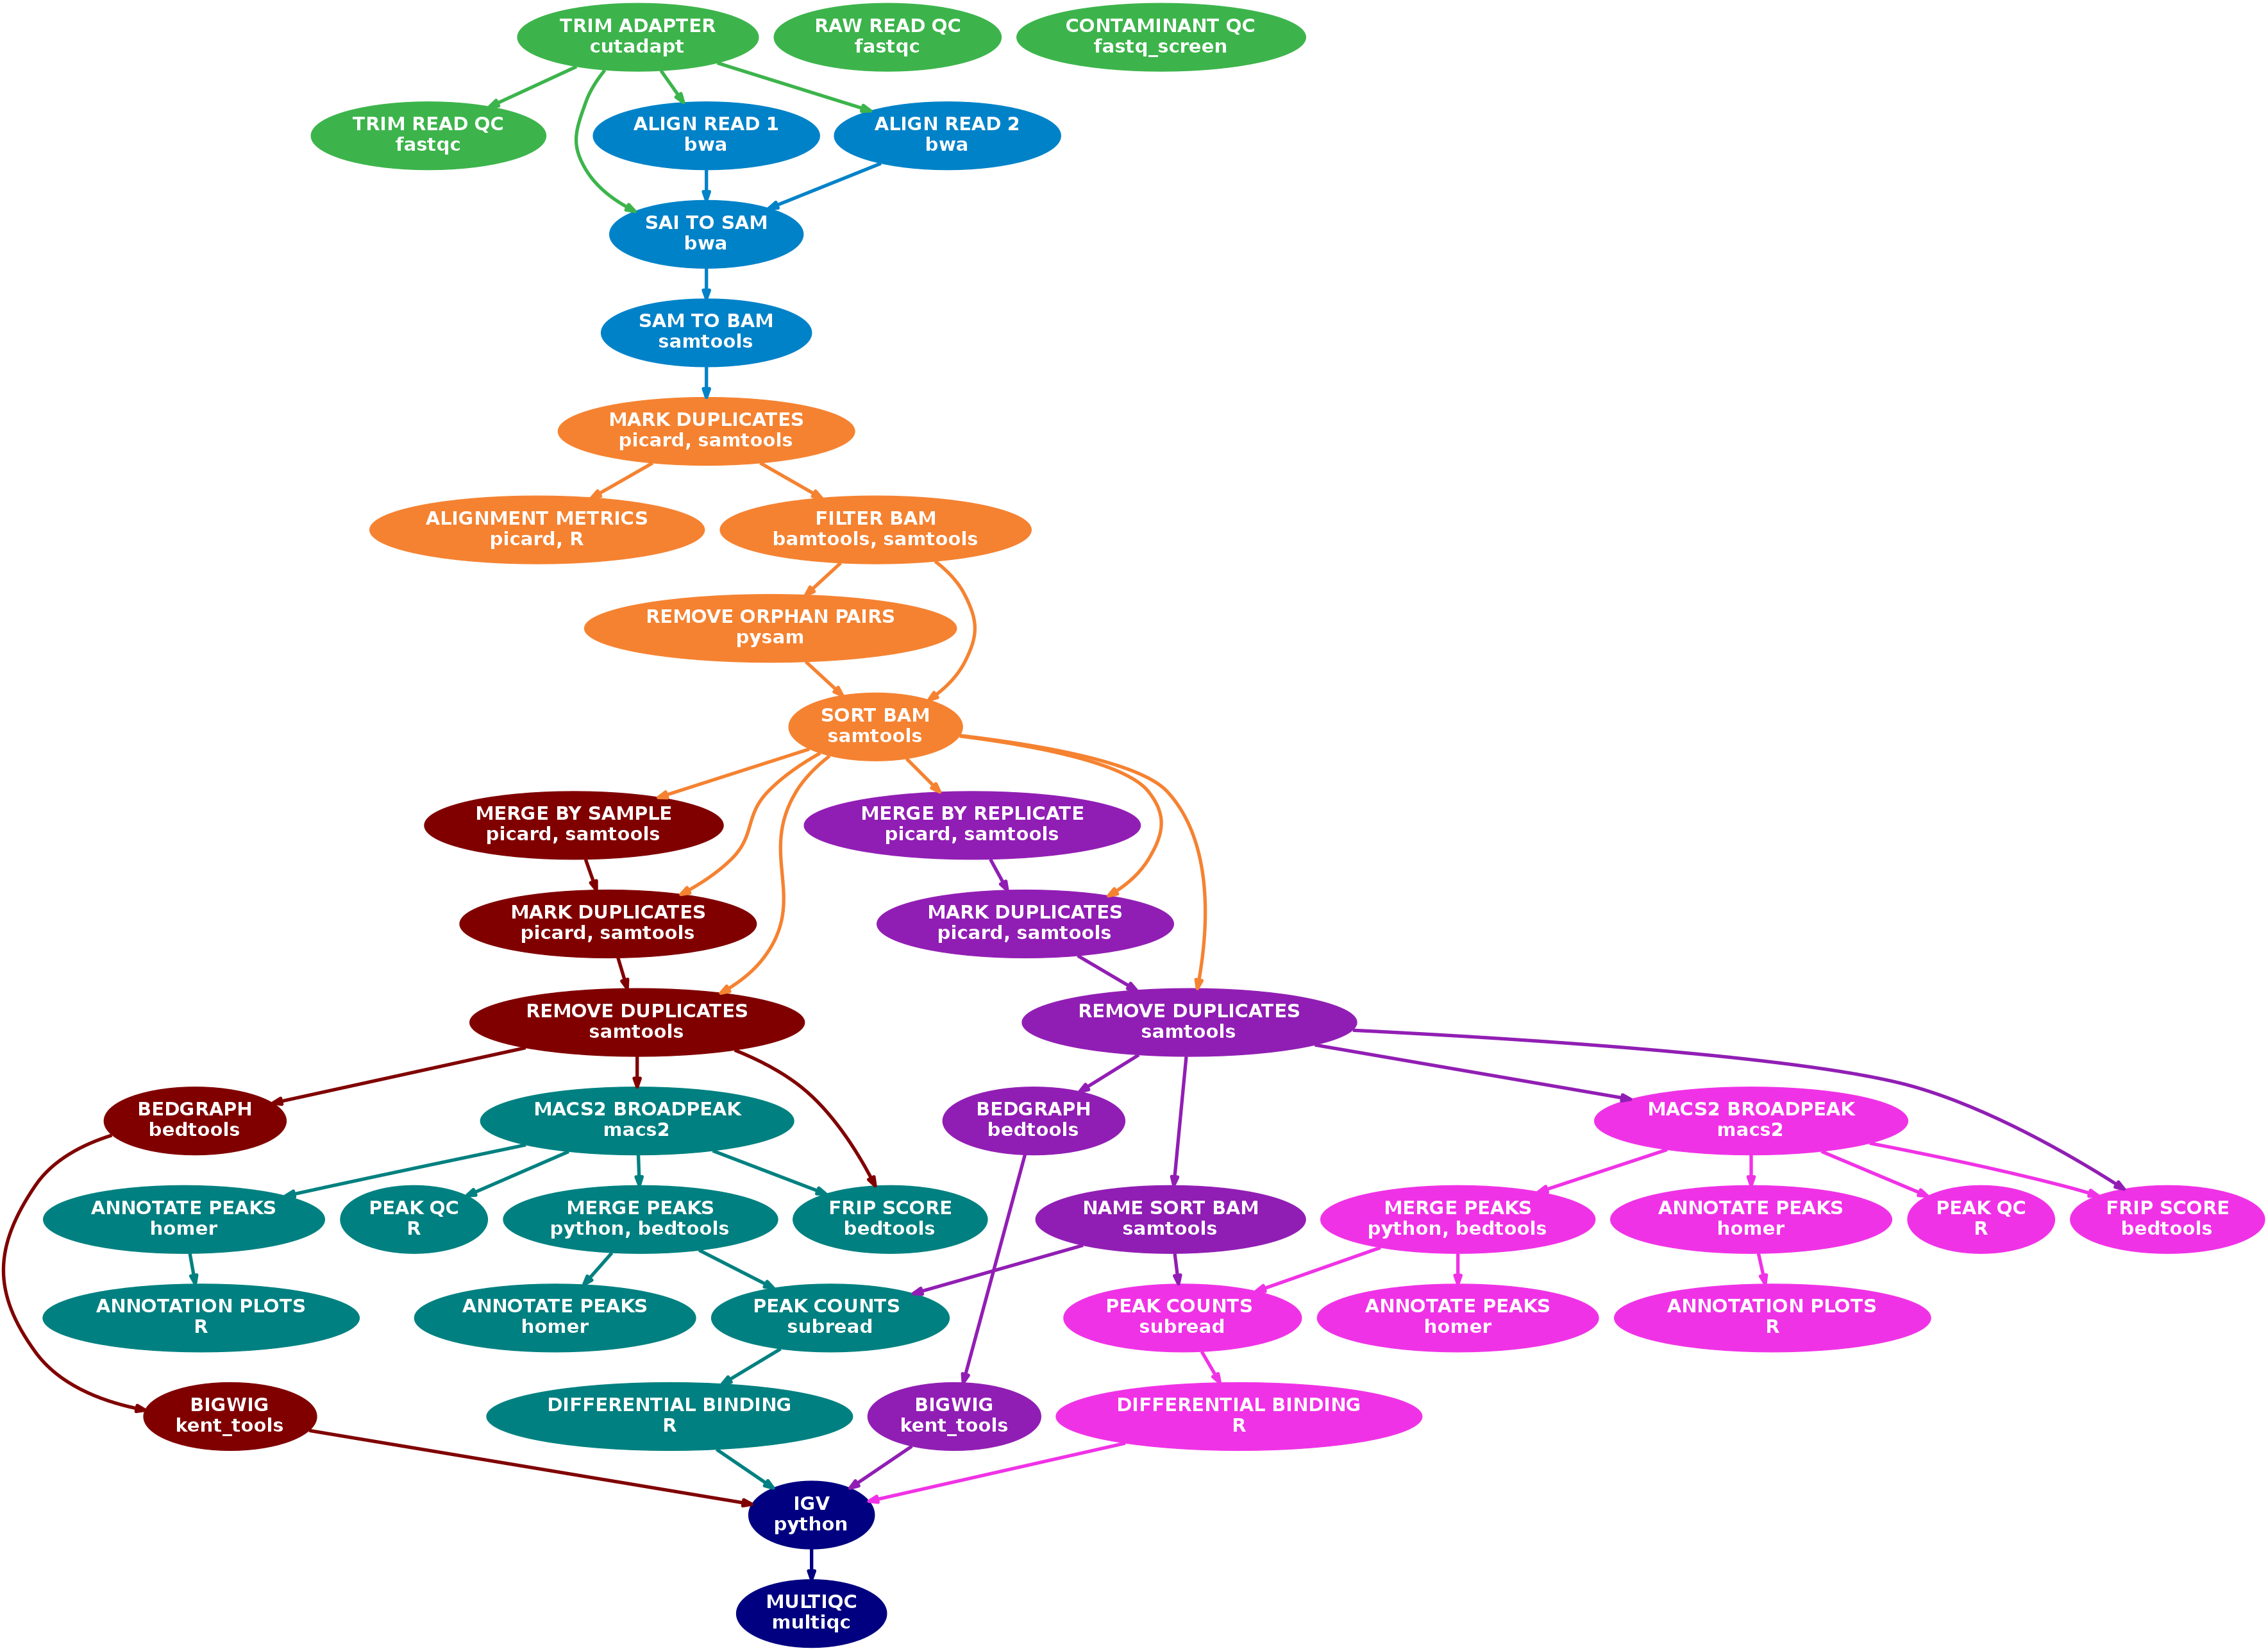 TRIM ADAPTER
cutadapt
RAW READ QC
fastqc
CONTAMINANT QC
fastq_screen
TRIM READ QC
fastqc
ALIGN READ 1
bwa
ALIGN READ 2
bwa
SAI TO SAM
bwa
SAM TO BAM
samtools
MARK DUPLICATES
picard, samtools
ALIGNMENT METRICS
picard, R
FILTER BAM
bamtools, samtools
REMOVE ORPHAN PAIRS
pysam
SORT BAM
samtools
MERGE BY SAMPLE
picard, samtools
MERGE BY REPLICATE
picard, samtools
MARK DUPLICATES
picard, samtools
MARK DUPLICATES
picard, samtools
REMOVE DUPLICATES
samtools
REMOVE DUPLICATES
samtools
BEDGRAPH
bedtools
MACS2 BROADPEAK
macs2
BEDGRAPH
bedtools
MACS2 BROADPEAK
macs2
ANNOTATE PEAKS
homer
PEAK QC
R
MERGE PEAKS
python, bedtools
FRIP SCORE
bedtools
NAME SORT BAM
samtools
MERGE PEAKS
python, bedtools
ANNOTATE PEAKS
homer
PEAK QC
R
FRIP SCORE
bedtools
ANNOTATION PLOTS
R
ANNOTATE PEAKS
homer
PEAK COUNTS
subread
PEAK COUNTS
subread
ANNOTATE PEAKS
homer
ANNOTATION PLOTS
R
BIGWIG
kent_tools
DIFFERENTIAL BINDING
R
BIGWIG
kent_tools
DIFFERENTIAL BINDING
R
IGV
python
MULTIQC
multiqc